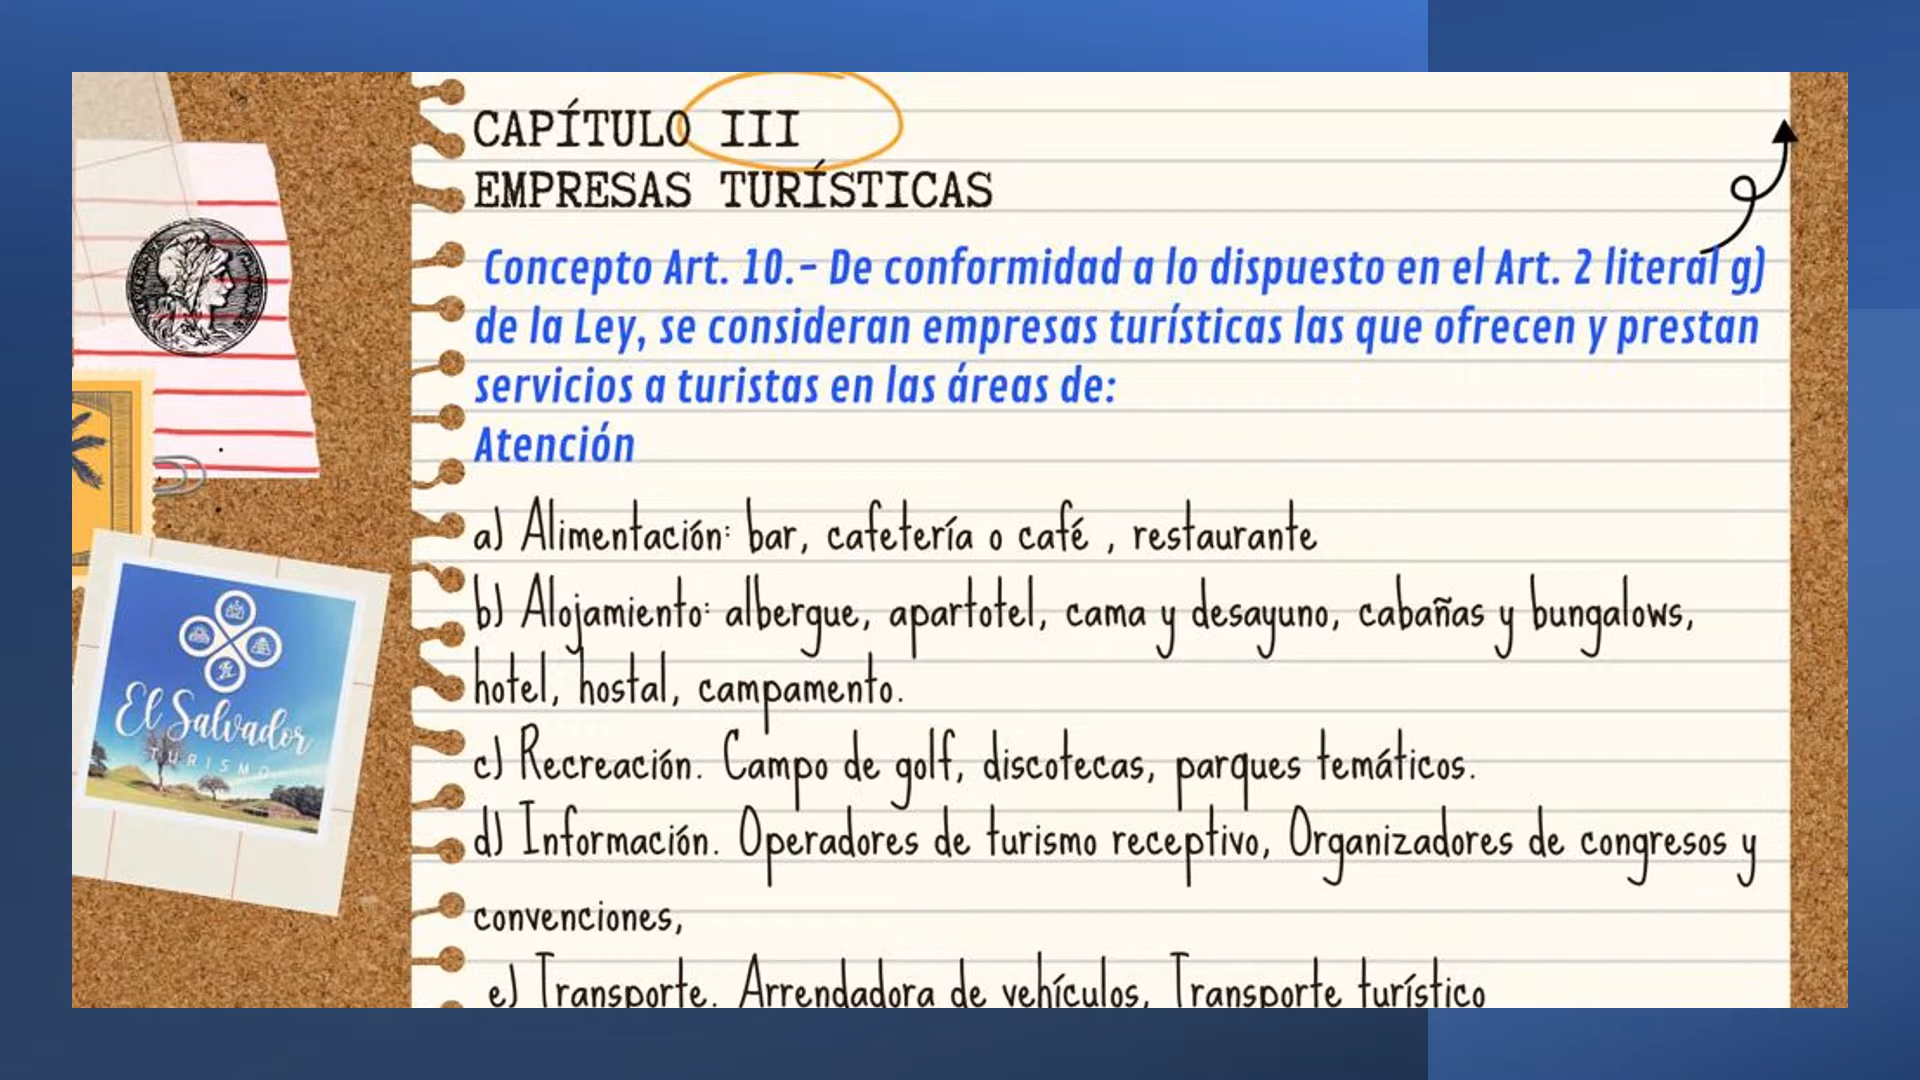 CAPÍTULO III
EMPRESAS TURÍSTICAS
Concepto Art. 10.- De conformidad a lo dispuesto en el Art. 2 literal g)
de la Ley, se consideran empresas turísticas las que ofrecen y prestan
servicios a turistas en las áreas de:
Atención
a) Alimentación: bar, cafetería o café , restaurante
b) Alojamiento: albergue, apartotel, cama y desayuno, cabañas y bungalows,
hotel, hostal, campamento.
c) Recreación. Campo de golf, discotecas, parques temáticos.
d) Información. Operadores de turismo receptivo, Organizadores de congresos y
convenciones,
e) Transporte. Arrendadora de vehículos, Transporte turístico
El Salvador
TURISMO